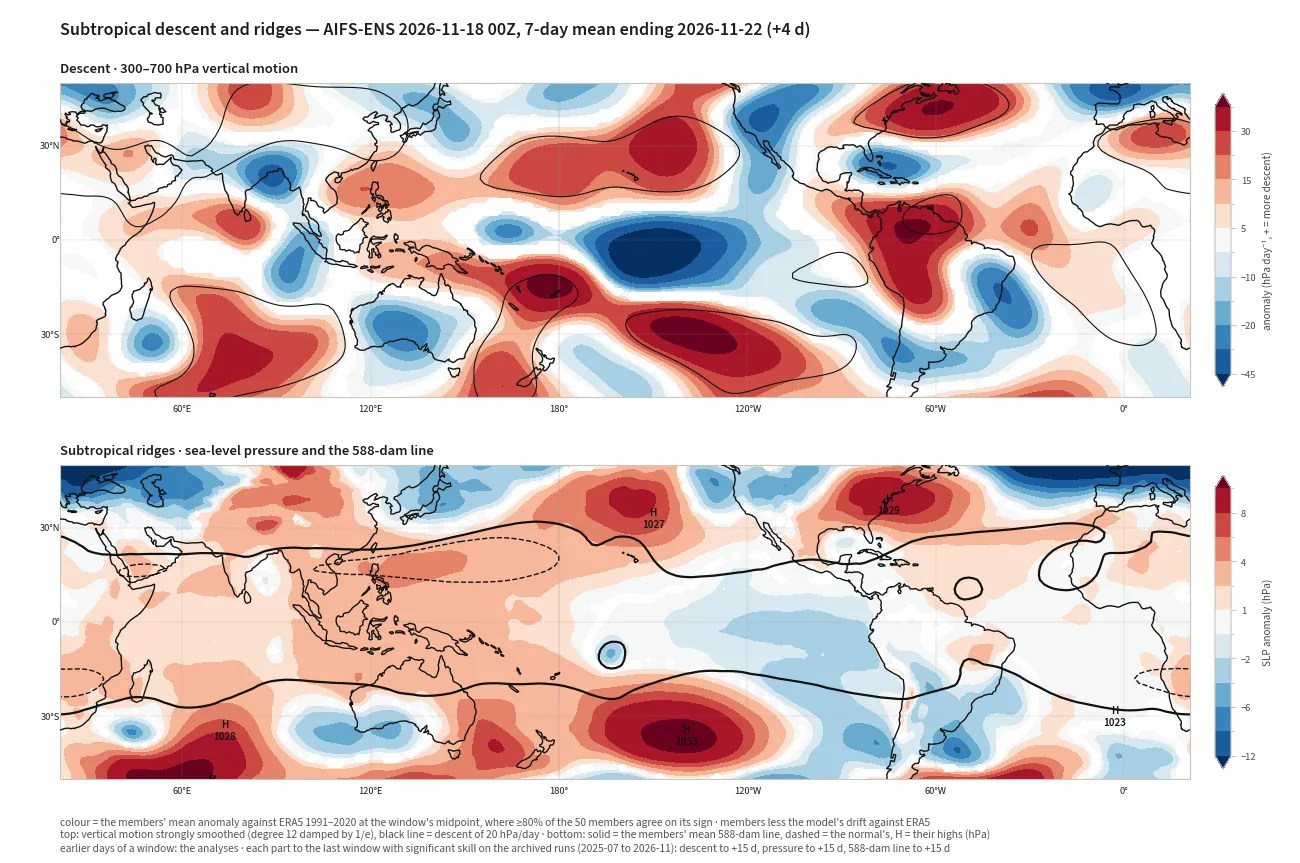 Subtropical descent and ridges — AIFS-ENS 2026-11-18 00Z, 7-day mean ending 2026-11-22 (+4 d)
Descent · 300–700 hPa vertical motion
30°N
0°
30°S
60°E
120°E
180°
120°W
60°W
0°
30
15
5
−10
−20
−45
anomaly (hPa day⁻¹, + = more descent)
Subtropical ridges · sea-level pressure and the 588-dam line
30°N
0°
30°S
H
1027
H
1029
H
1028
H
1033
H
1023
60°E
120°E
180°
120°W
60°W
0°
8
4
1
−2
−6
−12
SLP anomaly (hPa)
colour = the members' mean anomaly against ERA5 1991–2020 at the window's midpoint, where ≥80% of the 50 members agree on its sign · members less the model's drift against ERA5
top: vertical motion strongly smoothed (degree 12 damped by 1/e), black line = descent of 20 hPa/day · bottom: solid = the members' mean 588-dam line, dashed = the normal's, H = their highs (hPa)
earlier days of a window: the analyses · each part to the last window with significant skill on the archived runs (2025-07 to 2026-11): descent to +15 d, pressure to +15 d, 588-dam line to +15 d